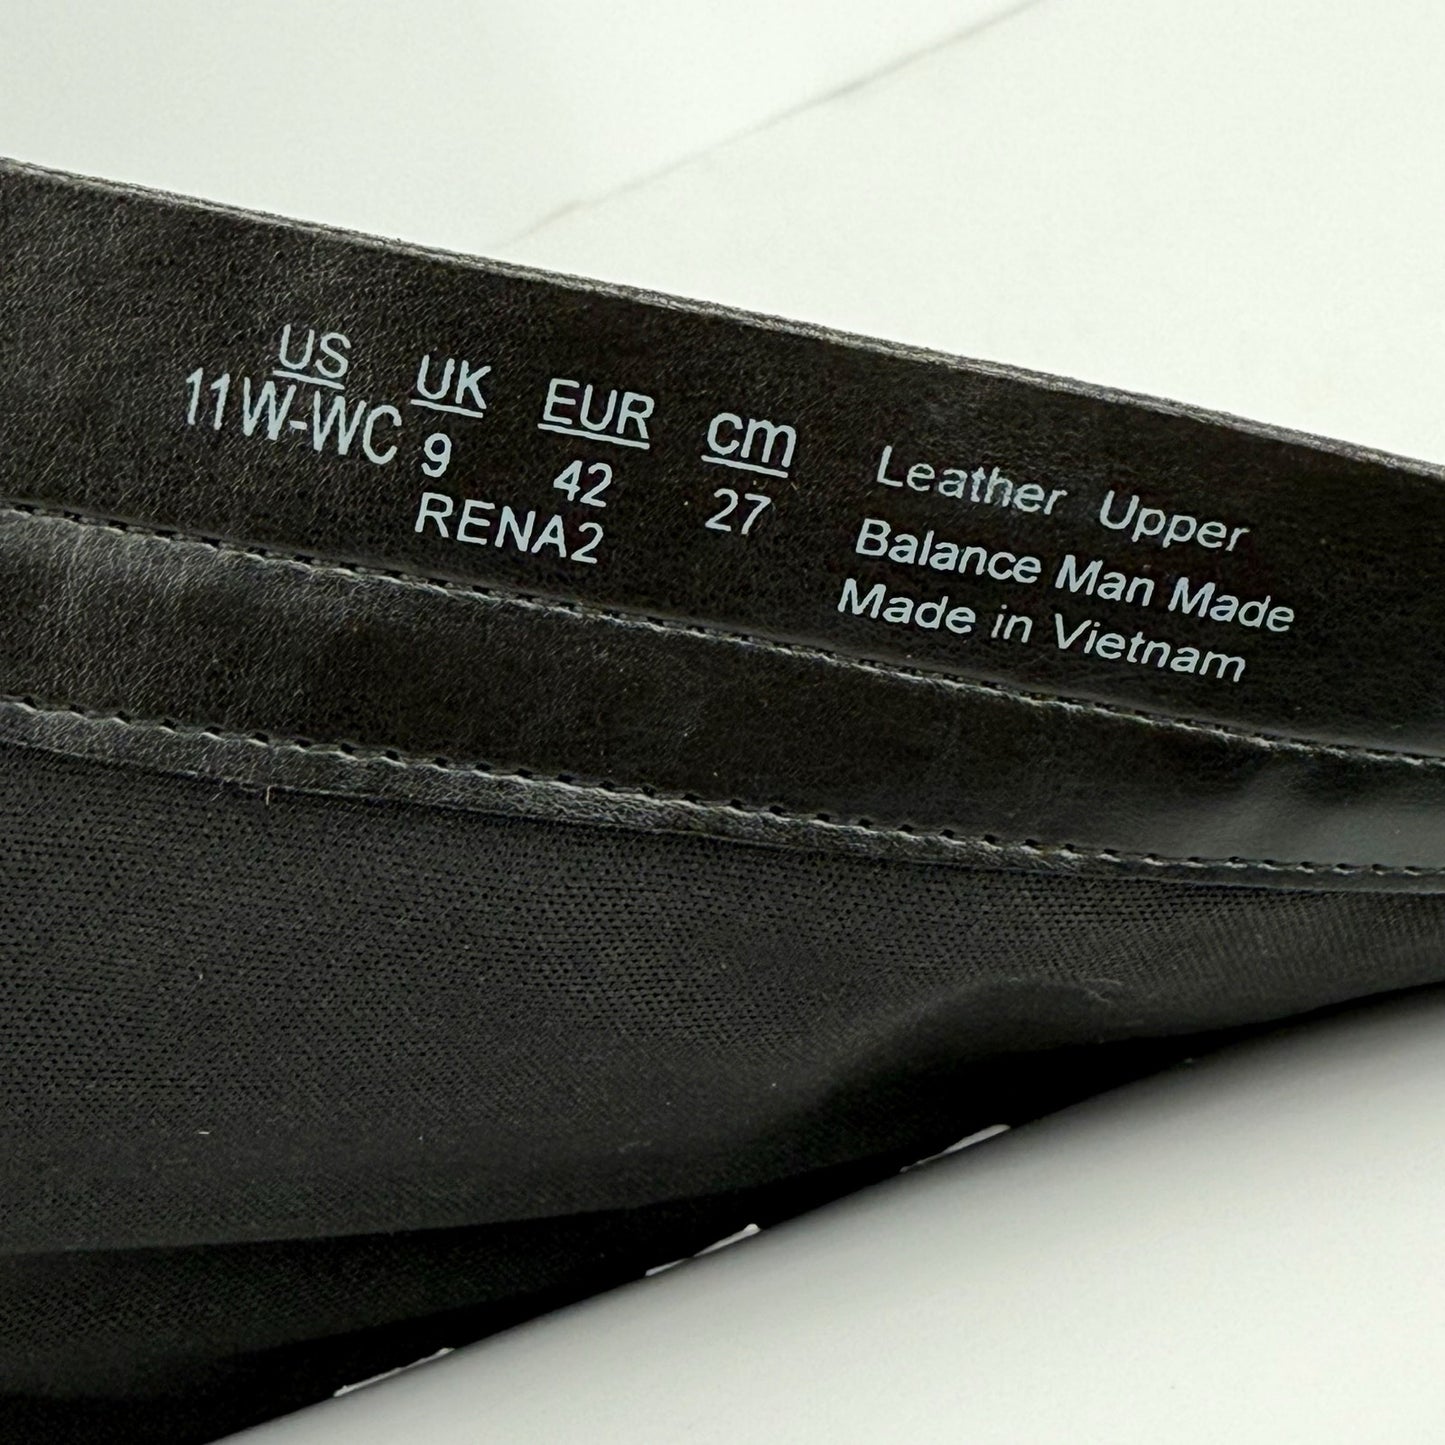 US UK EUR cm
11W-WC 9 42 27
RENA2
Leather Upper
Balance Man Made
Made in Vietnam